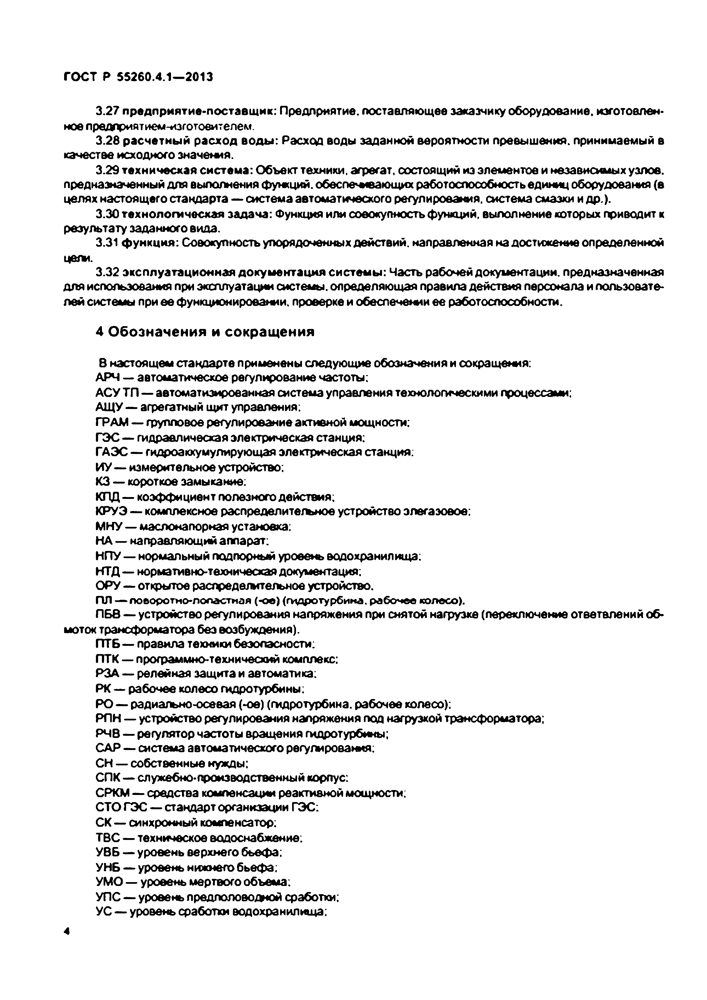 ГОСТ Р 55260.4.1—2013
3.27 предприятие-поставщик: Предприятие, поставляющее заказчику оборудование, изготовлен-
ное предприятием-изготовителем.
3.28 расчетный расход воды: Расход воды заданной вероятности превышения, принимаемый в
качестве исходного значения.
3.29 техническая система: Объект техники, агрегат, состоящий из элементов и независимых узлов,
предназначенный для выполнения функций, обеспечивающих работоспособность единиц оборудования (в
целях настоящего стандарта — система автоматического регулирования, система смазки и др.).
3.30 технологическая задача: Функция или совокупность функций, выполнение которых приводит к
результату заданного вида.
3.31 функция: Совокупность упорядоченных действий, направленная на достижение определенной
цели.
3.32 эксплуатационная документация системы: Часть рабочей документации, предназначенная
для использования при эксплуатации системы, определяющая правила действия персонала и пользовате-
лей системы при ее функционировании, проверке и обеспечении ее работоспособности.
4 Обозначения и сокращения
В настоящем стандарте применены следующие обозначения и сокращения:
АРЧ — автоматическое регулирование частоты;
АСУ ТП — автоматизированная система управления технологическими процессами;
АЩУ — агрегатный щит управления;
ГРАМ — групповое регулирование активной мощности;
ГЭС — гидравлическая электрическая станция;
ГАЭС — гидроаккумулирующая электрическая станция;
ИУ — измерительное устройство;
КЗ — короткое замыкание;
КПД — коэффициент полезного действия;
КРУЭ — комплексное распределительное устройство элегазовое;
МНУ — маслонапорная установка;
НА — направляющий аппарат;
НПУ — нормальный подпорный уровень водохранилища;
НТД — нормативно-техническая документация;
ОРУ — открытое распределительное устройство.
ПЛ — поворотно-лопастная (-ое) (гидротурбина, рабочее колесо).
ПБВ — устройство регулирования напряжения при снятой нагрузке (переключение ответвлений об-
моток трансформатора без возбуждения).
ПТБ — правила техники безопасности;
ПТК — программно-технический комплекс;
РЗА — релейная защита и автоматика;
РК — рабочее колесо гидротурбины;
РО — радиально-осевая (-ое) (гидротурбина, рабочее колесо);
РПН — устройство регулирования напряжения под нагрузкой трансформатора;
РЧВ — регулятор частоты вращения гидротурбины;
САР — система автоматического регулирования;
СН — собственные нужды;
СПК — служебно-производственный корпус;
СРКМ — средства компенсации реактивной мощности;
СТО ГЭС — стандарт организации ГЭС;
СК — синхронный компенсатор;
ТВС — техническое водоснабжение;
УВБ — уровень верхнего бьефа;
УНБ — уровень нижнего бьефа;
УМО — уровень мертвого объема;
УПС — уровень предполоводной сработки;
УС — уровень сработки водохранилища;
4